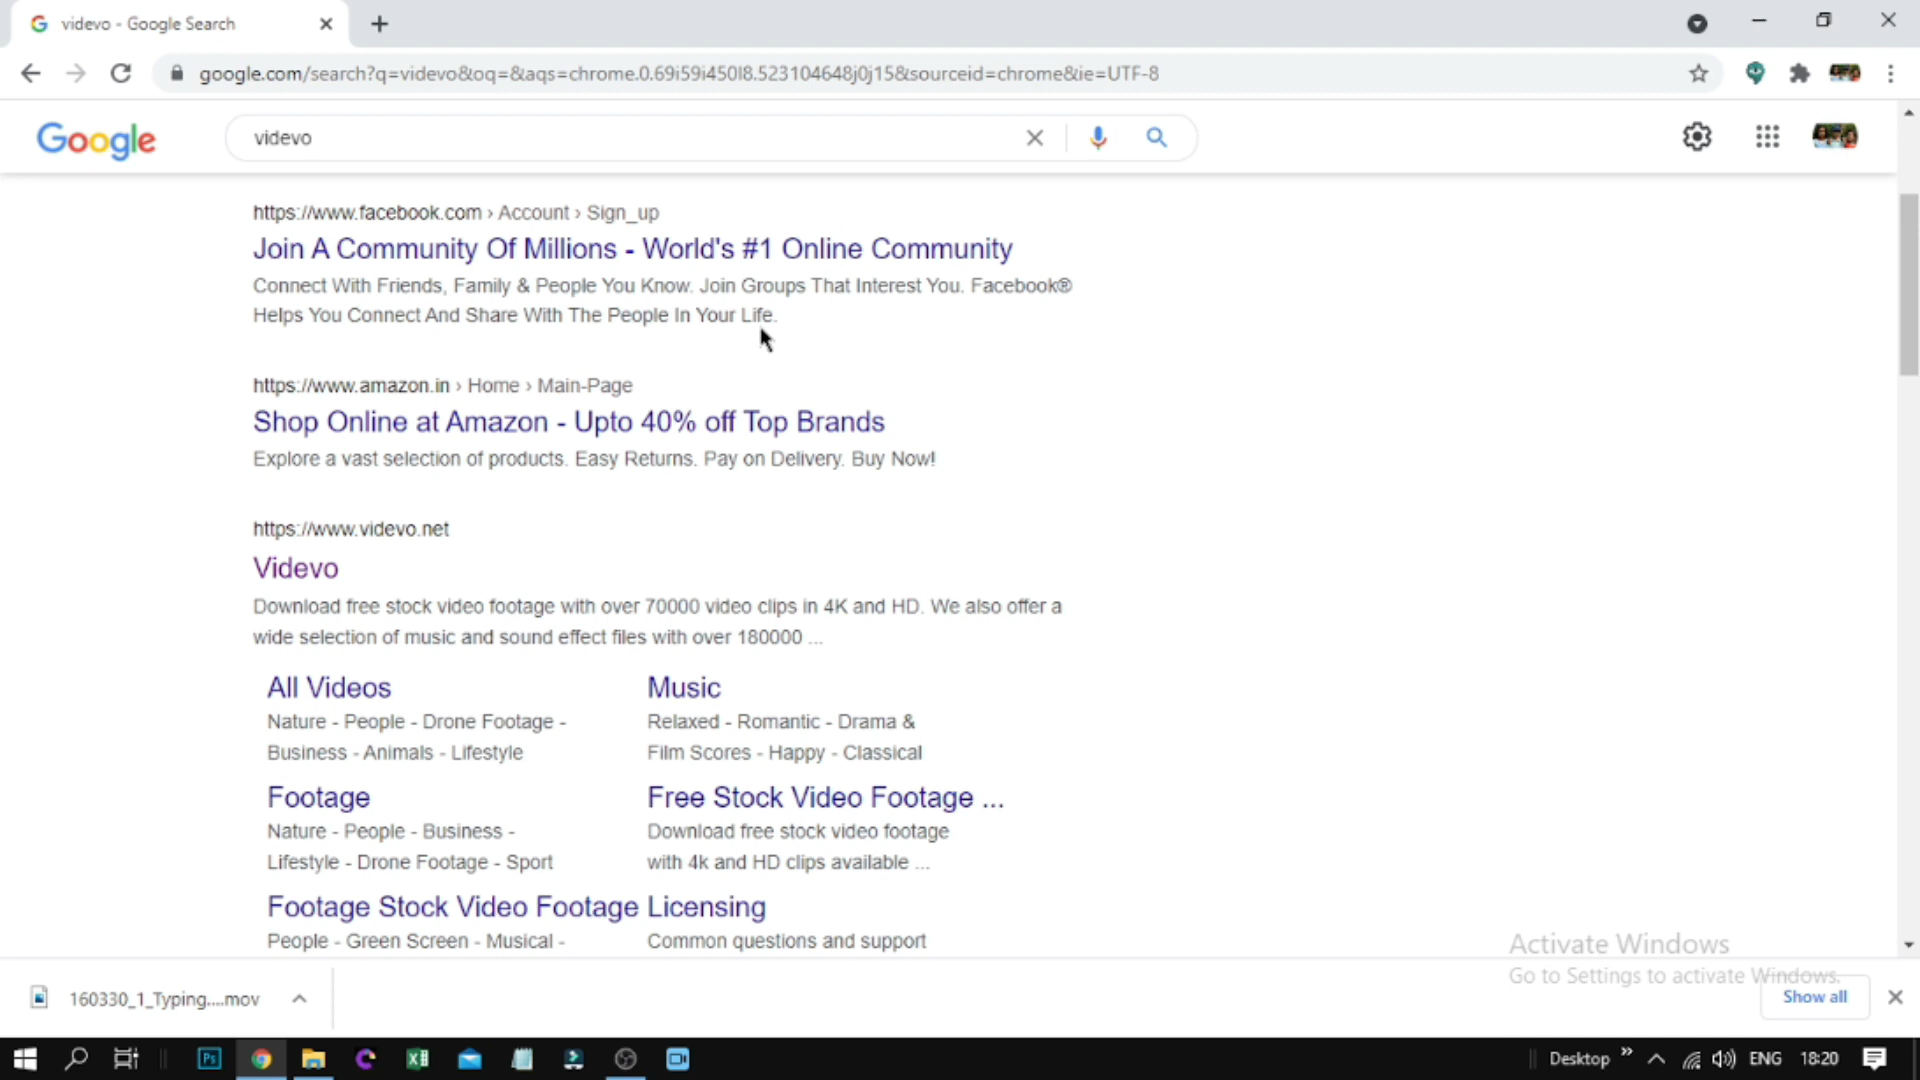 videvo - Google Search
google.com/search?q=videvo&oq=&aqs=chrome.0.69i59i450l8.523104648j0j15&sourceid=chrome&ie=UTF-8
Google
videvo
https://www.facebook.com › Account › Sign_up
Join A Community Of Millions - World's #1 Online Community
Connect With Friends, Family & People You Know. Join Groups That Interest You. Facebook®
Helps You Connect And Share With The People In Your Life.
https://www.amazon.in › Home › Main-Page
Shop Online at Amazon - Upto 40% off Top Brands
Explore a vast selection of products. Easy Returns. Pay on Delivery. Buy Now!
https://www.videvo.net
Videvo
Download free stock video footage with over 70000 video clips in 4K and HD. We also offer a
wide selection of music and sound effect files with over 180000 ...
All Videos
Nature - People - Drone Footage -
Business - Animals - Lifestyle
Music
Relaxed - Romantic - Drama &
Film Scores - Happy - Classical
Footage
Nature - People - Business -
Lifestyle - Drone Footage - Sport
Free Stock Video Footage ...
Download free stock video footage
with 4k and HD clips available ...
Footage Stock Video Footage
People - Green Screen - Musical -
Licensing
Common questions and support
Activate Windows
Go to Settings to activate Windows.
160330_1_Typing....mov
Show all
Ps
Desktop
ENG
18:20